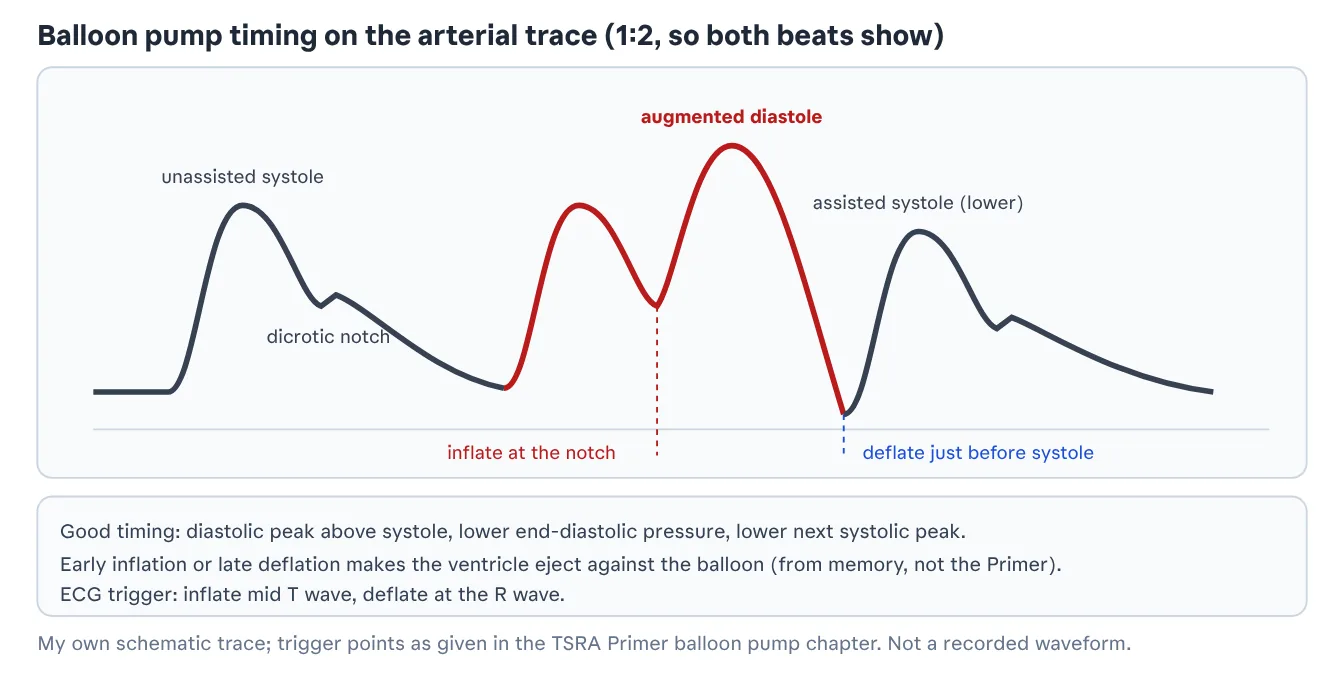 Balloon pump timing on the arterial trace (1:2, so both beats show)
augmented diastole
unassisted systole
assisted systole (lower)
dicrotic notch
inflate at the notch
deflate just before systole
Good timing: diastolic peak above systole, lower end-diastolic pressure, lower next systolic peak.
Early inflation or late deflation makes the ventricle eject against the balloon (from memory, not the Primer).
ECG trigger: inflate mid T wave, deflate at the R wave.
My own schematic trace; trigger points as given in the TSRA Primer balloon pump chapter. Not a recorded waveform.